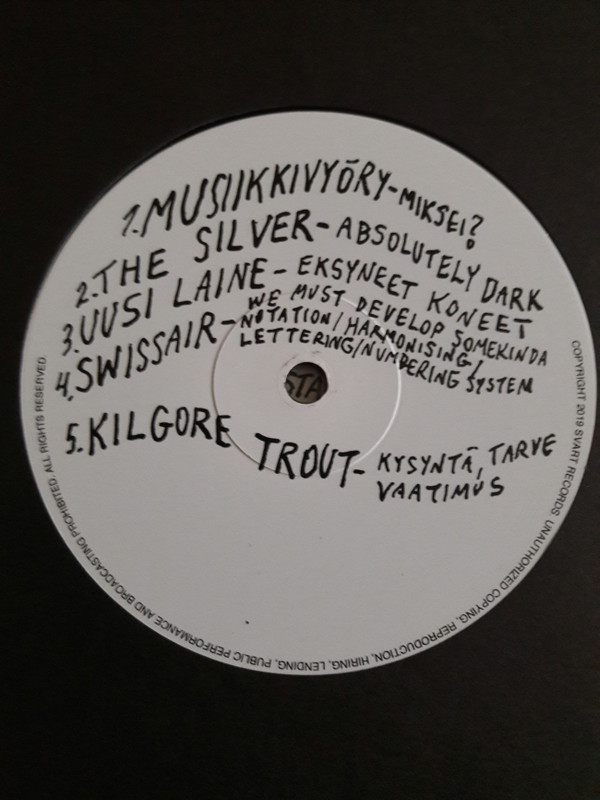 1. MUSIIKKIVYÖRY - MIKSEI?
2. THE SILVER - ABSOLUTELY DARK
3. UUSI LAINE - EKSYNEET KONEET
4. SWISSAIR - WE MUST DEVELOP SOMEKINDA
NOTATION/HARMONISING/
LETTERING/NUMBERING SYSTEM
5. KILGORE TROUT - KYSYNTÄ, TARVE
VAATIMUS
STA
COPYRIGHT 2019 SVART RECORDS. UNAUTHORIZED COPYING, REPRODUCTION, HIRING, LENDING, PUBLIC PERFORMANCE AND BROADCASTING PROHIBITED. ALL RIGHTS RESERVED.